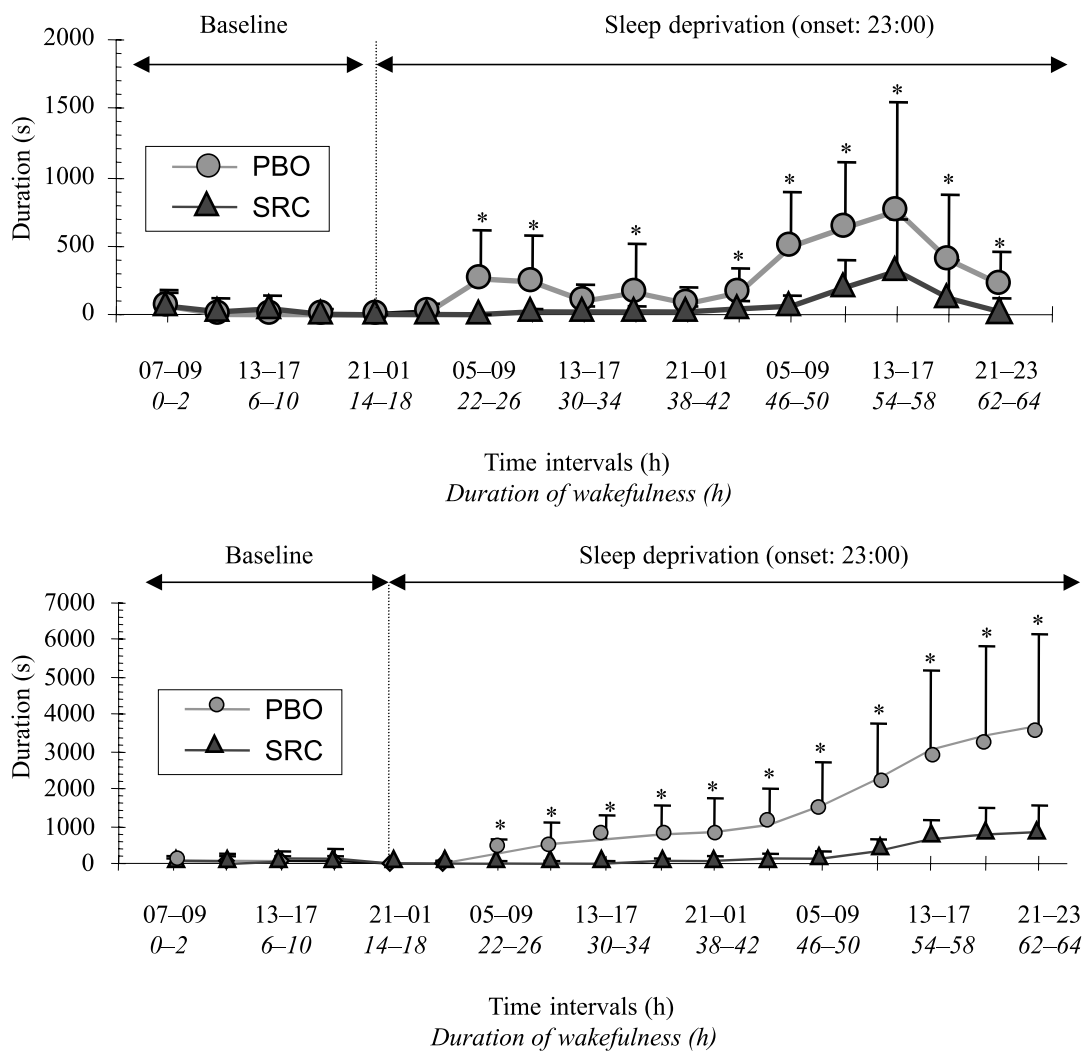 Baseline Sleep deprivation (onset: 23:00)
2000
1500
1000
500
0
Duration (s)
PBO
SRC
* * * * * * * * *
07–09 13–17 21–01 05–09 13–17 21–01 05–09 13–17 21–23
0–2 6–10 14–18 22–26 30–34 38–42 46–50 54–58 62–64
Time intervals (h)
Duration of wakefulness (h)
Baseline Sleep deprivation (onset: 23:00)
7000
6000
5000
4000
3000
2000
1000
0
Duration (s)
PBO
SRC
* * * * * * * * * * *
07–09 13–17 21–01 05–09 13–17 21–01 05–09 13–17 21–23
0–2 6–10 14–18 22–26 30–34 38–42 46–50 54–58 62–64
Time intervals (h)
Duration of wakefulness (h)